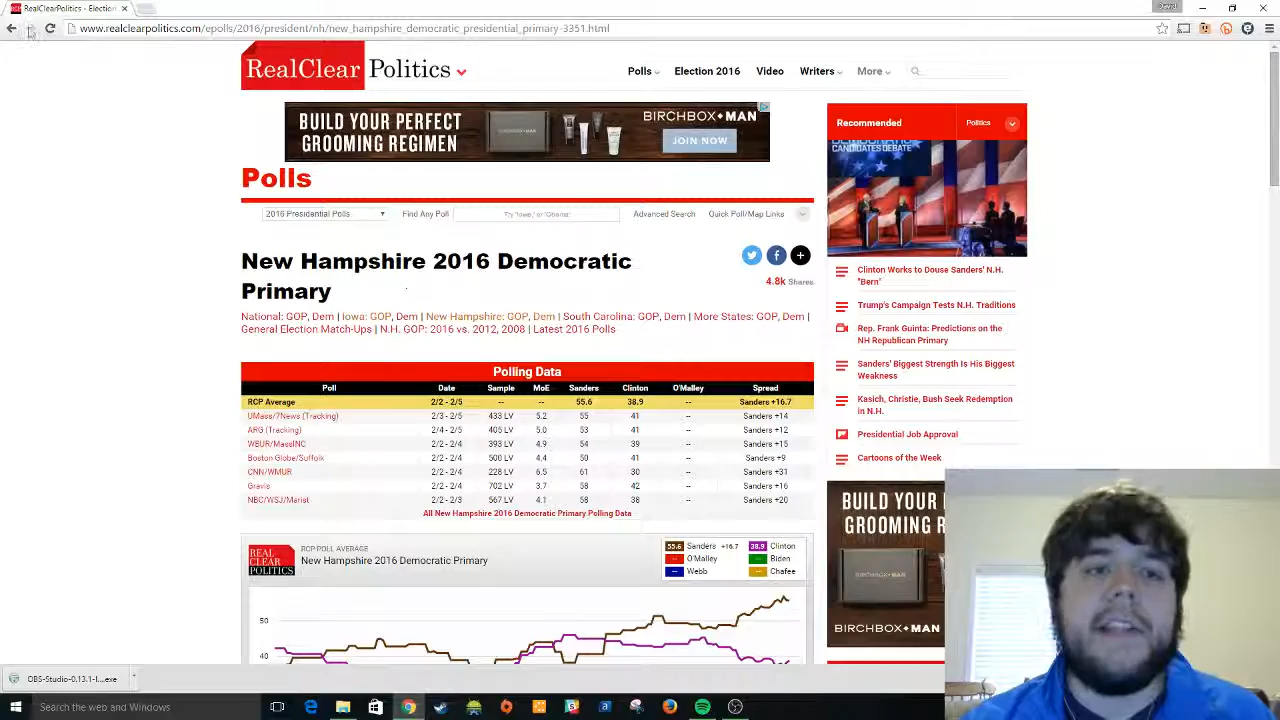 RealClearPolitics - Election
www.realclearpolitics.com/epolls/2016/president/nh/new_hampshire_democratic_presidential_primary-3351.html
RealClear Politics
Polls
Election 2016
Video
Writers
More
BUILD YOUR PERFECT
GROOMING REGIMEN
BIRCHBOX MAN
JOIN NOW
Polls
2016 Presidential Polls
Find Any Poll
Try "Iowa," or "Obama"
Advanced Search
Quick Poll/Map Links
New Hampshire 2016 Democratic
Primary
4.8k Shares
National: GOP, Dem | Iowa: GOP, Dem | New Hampshire: GOP, Dem | South Carolina: GOP, Dem | More States: GOP, Dem |
General Election Match-Ups | N.H. GOP: 2016 vs. 2012, 2008 | Latest 2016 Polls
Polling Data
Poll Date Sample MoE Sanders Clinton O'Malley Spread
RCP Average 2/2 - 2/5 -- -- 55.6 38.9 -- Sanders +16.7
UMass/7News (Tracking) 2/3 - 2/5 433 LV 5.2 55 41 -- Sanders +14
ARG (Tracking) 2/4 - 2/5 405 LV 5.0 53 41 -- Sanders +12
WBUR/MassINC 2/2 - 2/4 393 LV 4.9 54 39 -- Sanders +15
Boston Globe/Suffolk 2/2 - 2/4 500 LV 4.4 50 41 -- Sanders +9
CNN/WMUR 2/2 - 2/4 228 LV 6.5 61 30 -- Sanders +31
Gravis 2/2 - 2/4 702 LV 3.7 58 42 -- Sanders +16
NBC/WSJ/Marist 2/2 - 2/3 567 LV 4.1 58 38 -- Sanders +20
All New Hampshire 2016 Democratic Primary Polling Data
REAL
CLEAR
POLITICS
RCP POLL AVERAGE
New Hampshire 2016 Democratic Primary
55.6 Sanders +16.7 38.9 Clinton
O'Malley Biden
Webb Chafee
50
40
Recommended
Politics
DEMOCRATIC
CANDIDATES DEBATE
Clinton Works to Douse Sanders' N.H.
"Bern"
Trump's Campaign Tests N.H. Traditions
Rep. Frank Guinta: Predictions on the
NH Republican Primary
Sanders' Biggest Strength Is His Biggest
Weakness
Kasich, Christie, Bush Seek Redemption
in N.H.
Presidential Job Approval
Cartoons of the Week
BUILD YOUR
GROOMING R
BIRCHBOX MAN
OBS-Studio-0.13.1-I....exe
Search the web and Windows